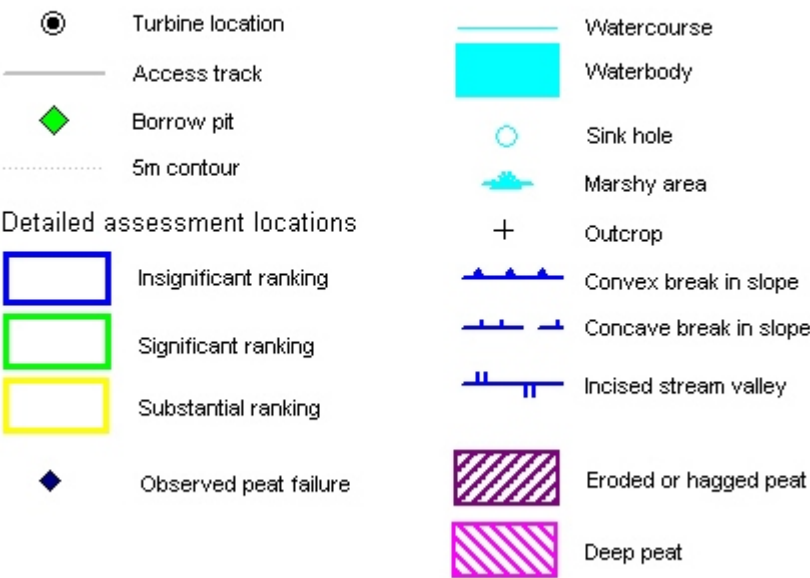 Turbine location
Access track
Borrow pit
5m contour
Detailed assessment locations
Insignificant ranking
Significant ranking
Substantial ranking
Observed peat failure
Watercourse
Waterbody
Sink hole
Marshy area
Outcrop
Convex break in slope
Concave break in slope
Incised stream valley
Eroded or hagged peat
Deep peat